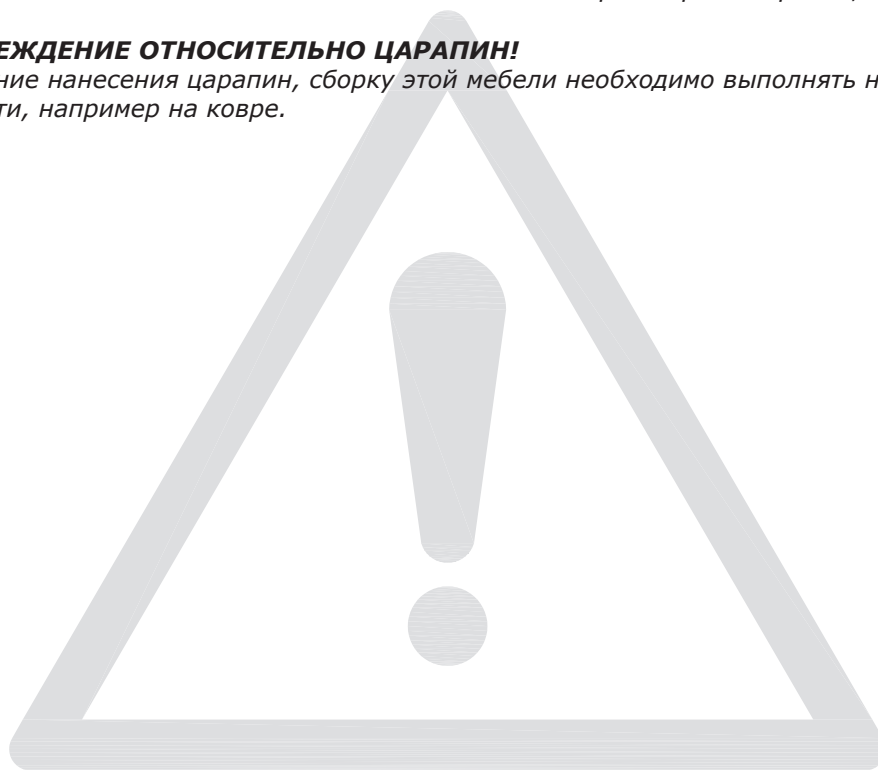 ЕЖДЕНИЕ ОТНОСИТЕЛЬНО ЦАРАПИН!
ние нанесения царапин, сборку этой мебели необходимо выполнять н
ти, например на ковре.